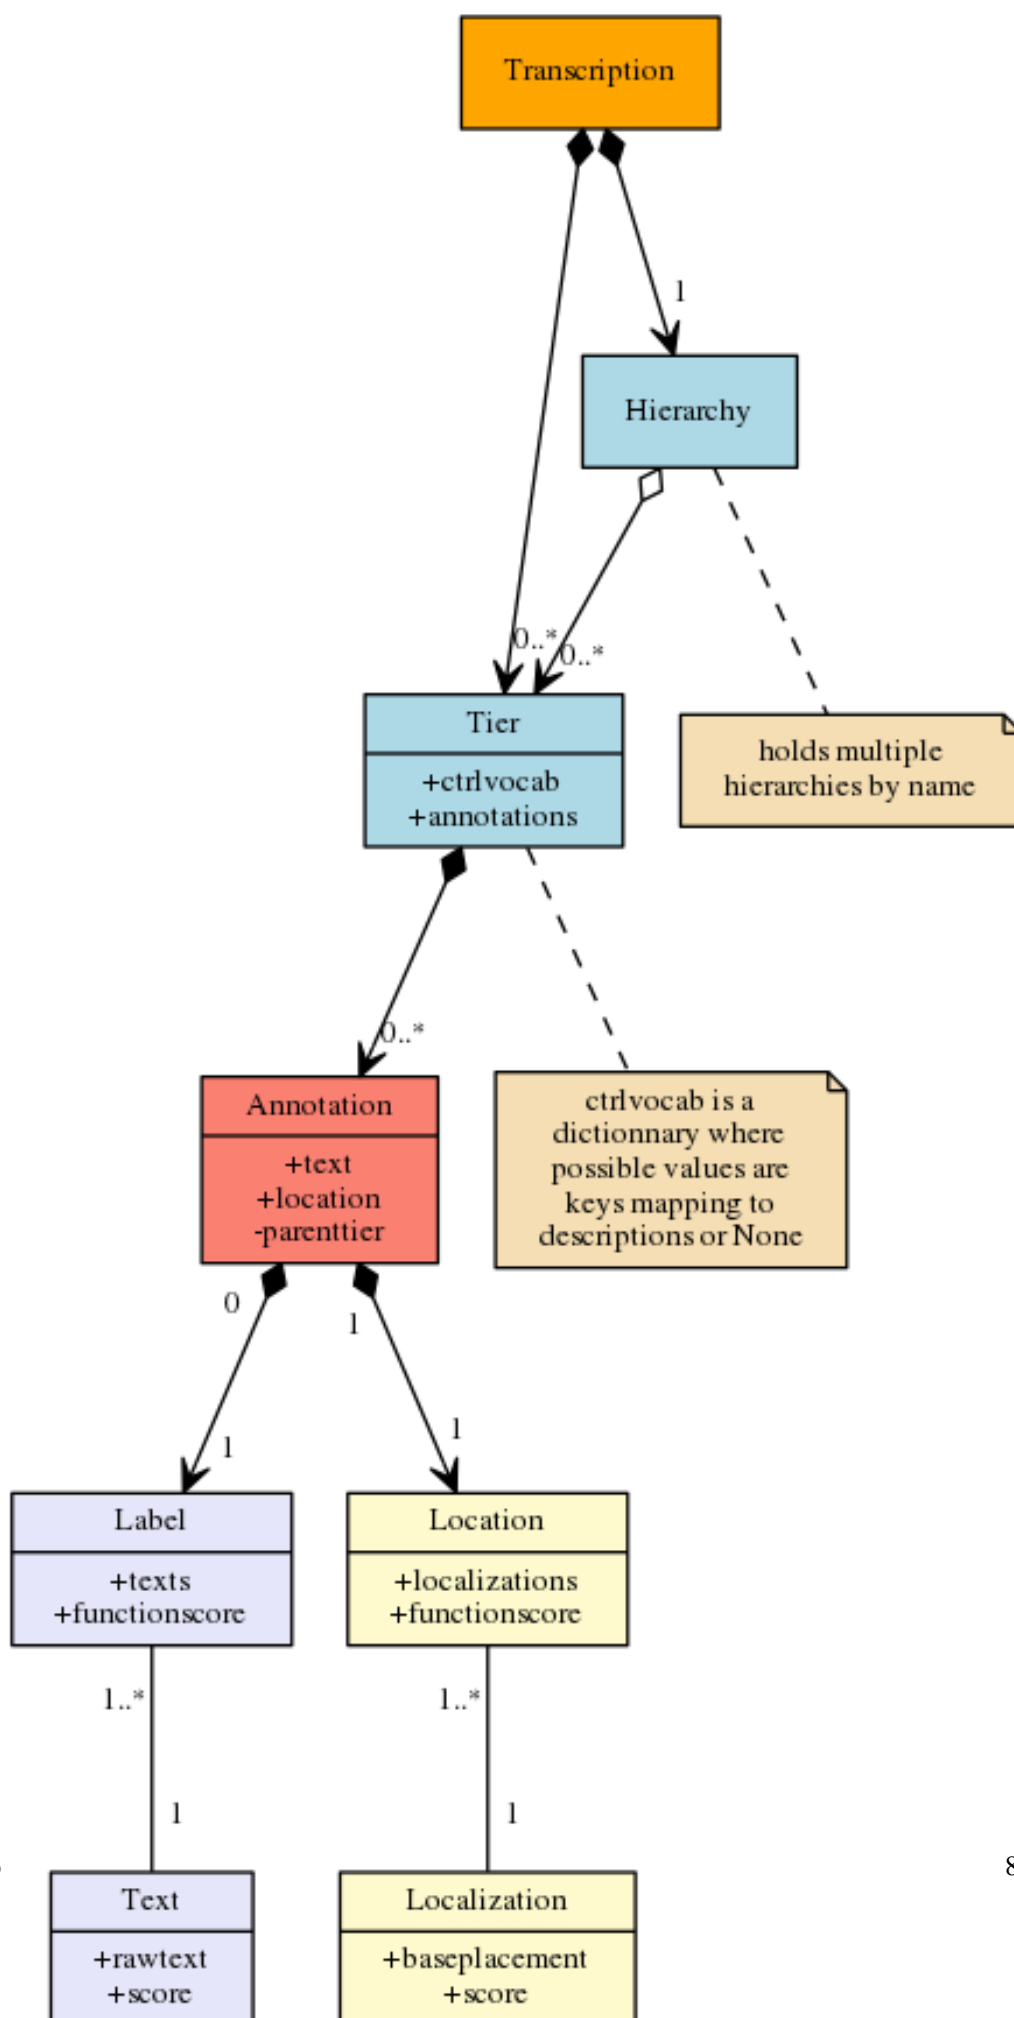 Transcription
1
Hierarchy
0..*
0..*
Tier
+ctrlvocab
+annotations
holds multiple
hierarchies by name
0..*
Annotation
+text
+location
-parenttier
ctrlvocab is a
dictionnary where
possible values are
keys mapping to
descriptions or None
0
1
1
1
Label
+texts
+functionscore
Location
+localizations
+functionscore
1..*
1..*
1
1
8
Text
+rawtext
+score
Localization
+baseplacement
+score